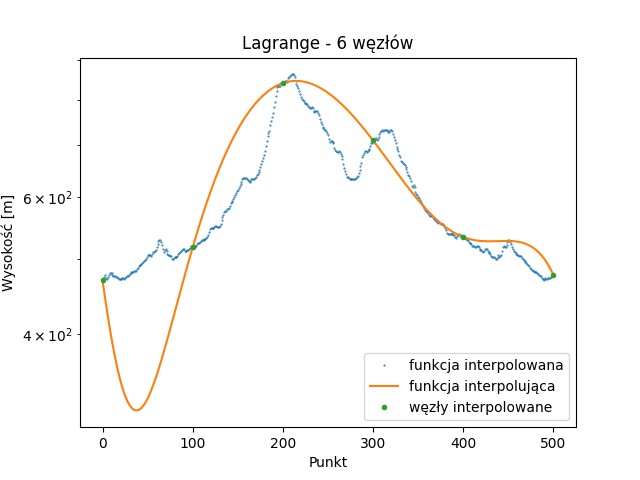 Lagrange - 6 węzłów
Wysokość [m]
6 × 10²
4 × 10²
0 100 200 300 400 500
Punkt
funkcja interpolowana
funkcja interpolująca
węzły interpolowane